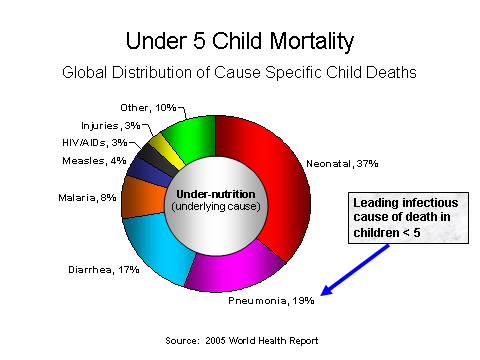 Under 5 Child Mortality
Global Distribution of Cause Specific Child Deaths
Other, 10%
Injuries, 3%
HIV/AIDs, 3%
Measles, 4%
Malaria, 8%
Diarrhea, 17%
Neonatal, 37%
Pneumonia, 19%
Under-nutrition
(underlying cause)
Leading infectious
cause of death in
children < 5
Source: 2005 World Health Report